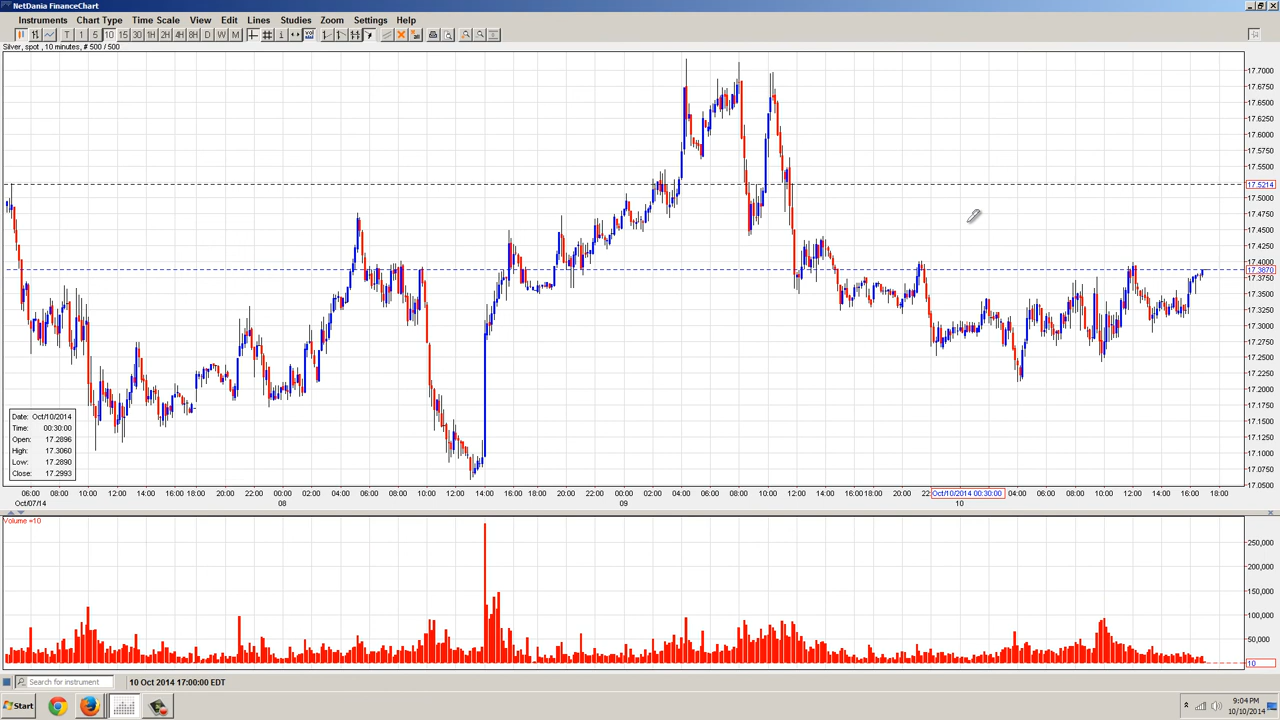 NetDania FinanceChart
Instruments Chart Type Time Scale View Edit Lines Studies Zoom Settings Help
T 1 5 10 15 30 1H 2H 4H 8H D W M
Silver, spot , 10 minutes, # 500 / 500
17.7000
17.6750
17.6500
17.6250
17.6000
17.5750
17.5500
17.5214
17.5000
17.4750
17.4500
17.4250
17.4000
17.3870
17.3750
17.3500
17.3250
17.3000
17.2750
17.2500
17.2250
17.2000
17.1750
17.1500
17.1250
17.1000
17.0750
17.0500
Date: Oct/10/2014
Time: 00:30:00
Open: 17.2896
High: 17.3060
Low: 17.2890
Close: 17.2993
06:00 08:00 10:00 12:00 14:00 16:00 18:00 20:00 22:00 02:00 04:00 06:00 08:00 10:00 12:00 14:00 16:00 18:00 20:00 22:00 02:00 04:00 06:00 08:00 10:00 12:00 14:00 16:00 18:00 20:00 22: Oct/10/2014 00:30:00 04:00 06:00 08:00 10:00 12:00 14:00 16:00 18:00
Oct/07/14 08 09 10
Volume =10
250,000
200,000
150,000
100,000
50,000
10
Search for instrument 10 Oct 2014 17:00:00 EDT
Start 9:04 PM
10/10/2014